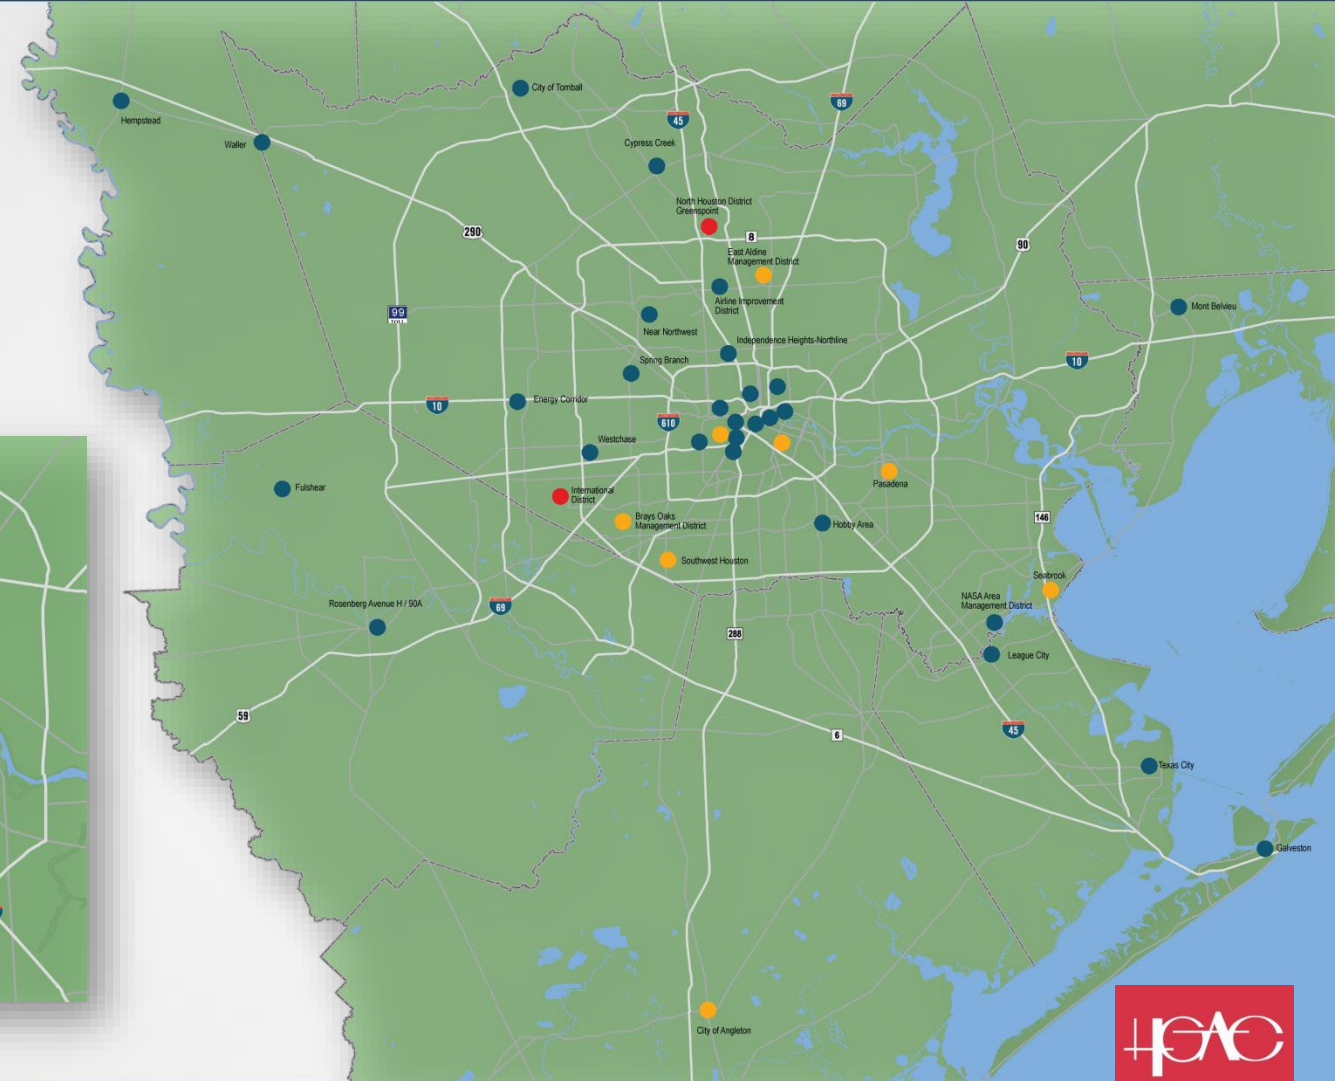 City of Tomball
Hempstead
69
45
Waller
Cypress Creek
North Houston District
Greenspoint
290
8
90
East Aldine
Management District
Airline Improvement
District
Mont Belvieu
99
TOLL
Near Northwest
Independence Heights-Northline
Spring Branch
10
Energy Corridor
10
610
Westchase
Fulshear
International
District
Pasadena
Brays Oaks
Management District
146
Hobby Area
Southwest Houston
Seabrook
NASA Area
Management District
Rosenberg Avenue H / 90A
69
288
League City
59
6
45
Texas City
Galveston
City of Angleton
HGAC